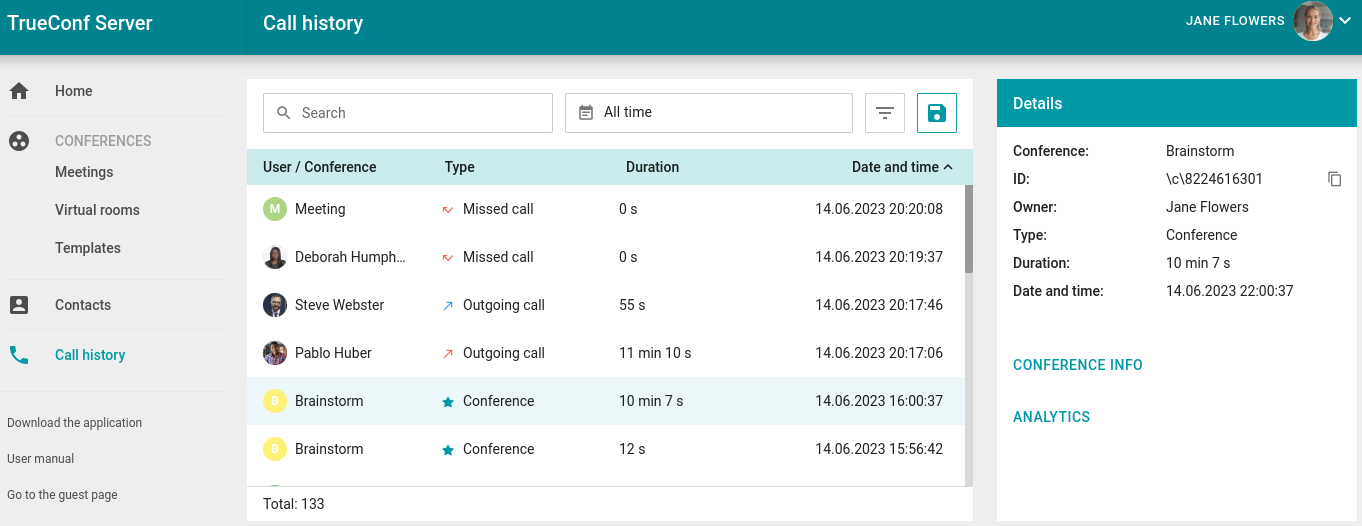 TrueConf Server
Call history
JANE FLOWERS
Home
CONFERENCES
Meetings
Virtual rooms
Templates
Contacts
Call history
Download the application
User manual
Go to the guest page
Search
All time
User / Conference Type Duration Date and time
M Meeting Missed call 0 s 14.06.2023 20:20:08
Deborah Humph... Missed call 0 s 14.06.2023 20:19:37
Steve Webster Outgoing call 55 s 14.06.2023 20:17:46
Pablo Huber Outgoing call 11 min 10 s 14.06.2023 20:17:06
B Brainstorm Conference 10 min 7 s 14.06.2023 16:00:37
B Brainstorm Conference 12 s 14.06.2023 15:56:42
Total: 133
Details
Conference: Brainstorm
ID: \c\8224616301
Owner: Jane Flowers
Type: Conference
Duration: 10 min 7 s
Date and time: 14.06.2023 22:00:37
CONFERENCE INFO
ANALYTICS